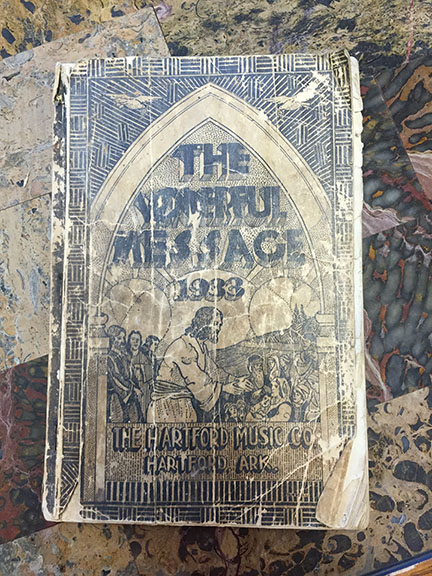 THE
WONDERFUL
MESSAGE
1933
THE HARTFORD MUSIC CO.
HARTFORD, ARK.